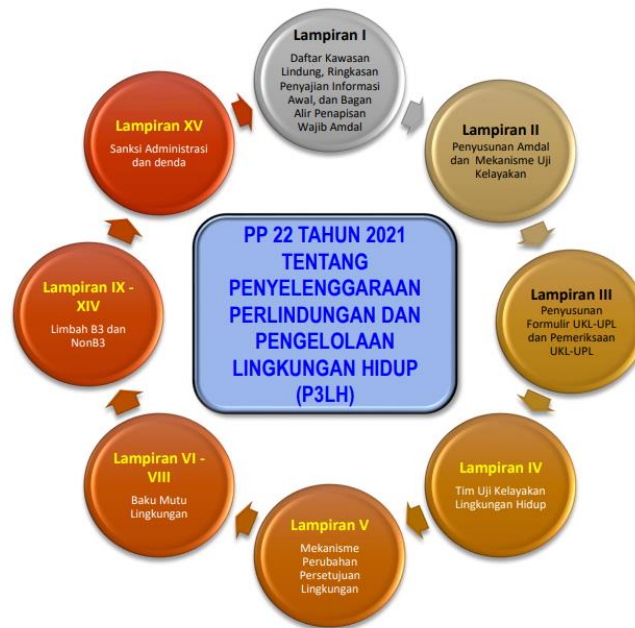 Lampiran I
Daftar Kawasan
Lindung, Ringkasan
Penyajian Informasi
Awal, dan Bagan
Alir Penapisan
Wajib Amdal
Lampiran II
Penyusunan Amdal
dan Mekanisme Uji
Kelayakan
Lampiran III
Penyusunan
Formulir UKL-UPL
dan Pemeriksaan
UKL-UPL
Lampiran IV
Tim Uji Kelayakan
Lingkungan Hidup
Lampiran V
Mekanisme
Perubahan
Persetujuan
Lingkungan
Lampiran VI -
VIII
Baku Mutu
Lingkungan
Lampiran IX -
XIV
Limbah B3 dan
NonB3
Lampiran XV
Sanksi Administrasi
dan denda
PP 22 TAHUN 2021
TENTANG
PENYELENGGARAAN
PERLINDUNGAN DAN
PENGELOLAAN
LINGKUNGAN HIDUP
(P3LH)